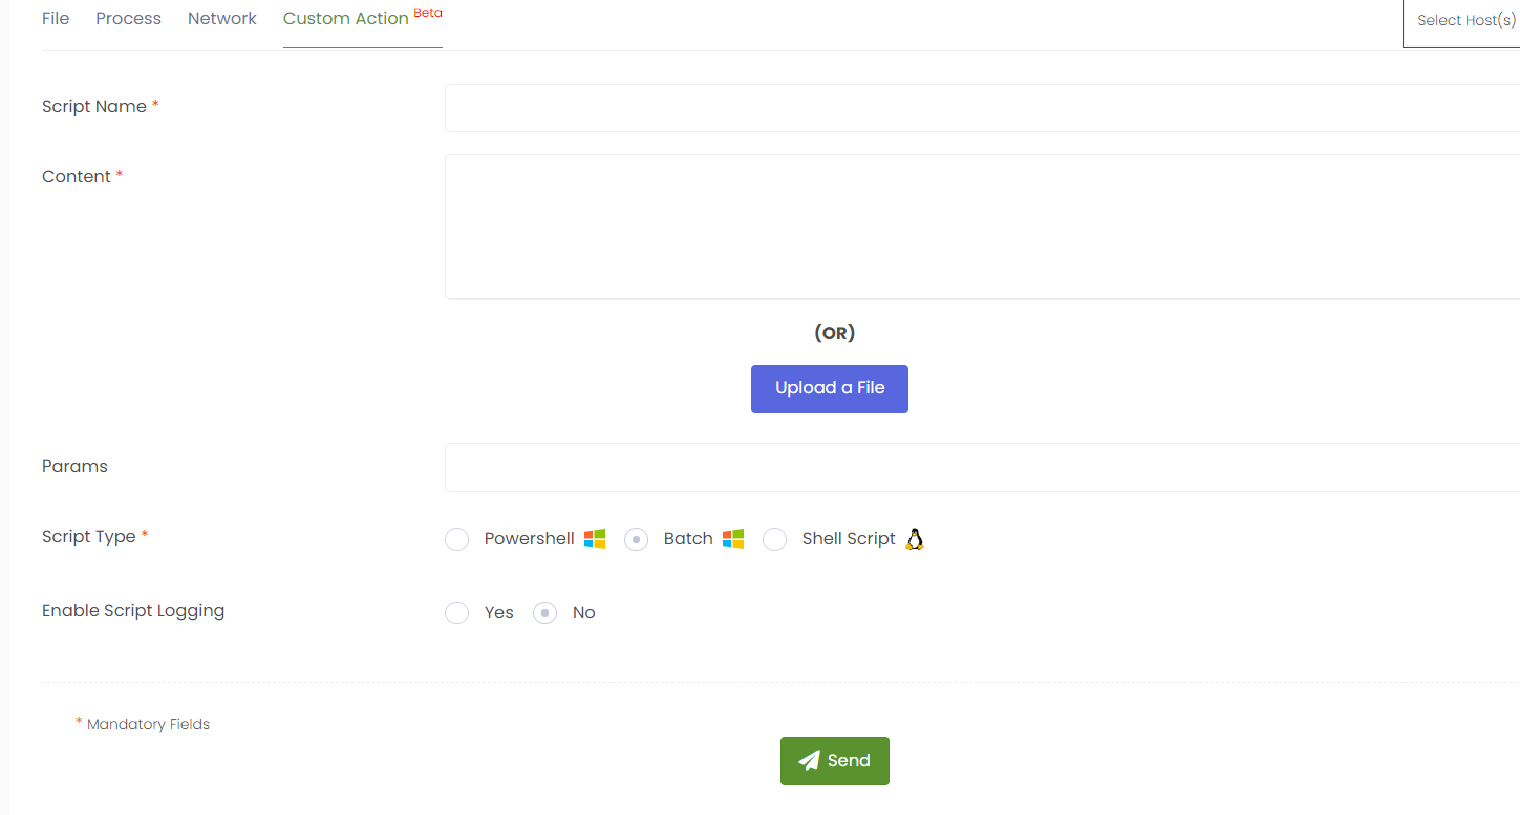 File Process Network Custom Action Beta Select Host(s)
Script Name *
Content *
(OR)
Upload a File
Params
Script Type * Powershell Batch Shell Script
Enable Script Logging Yes No
* Mandatory Fields
Send